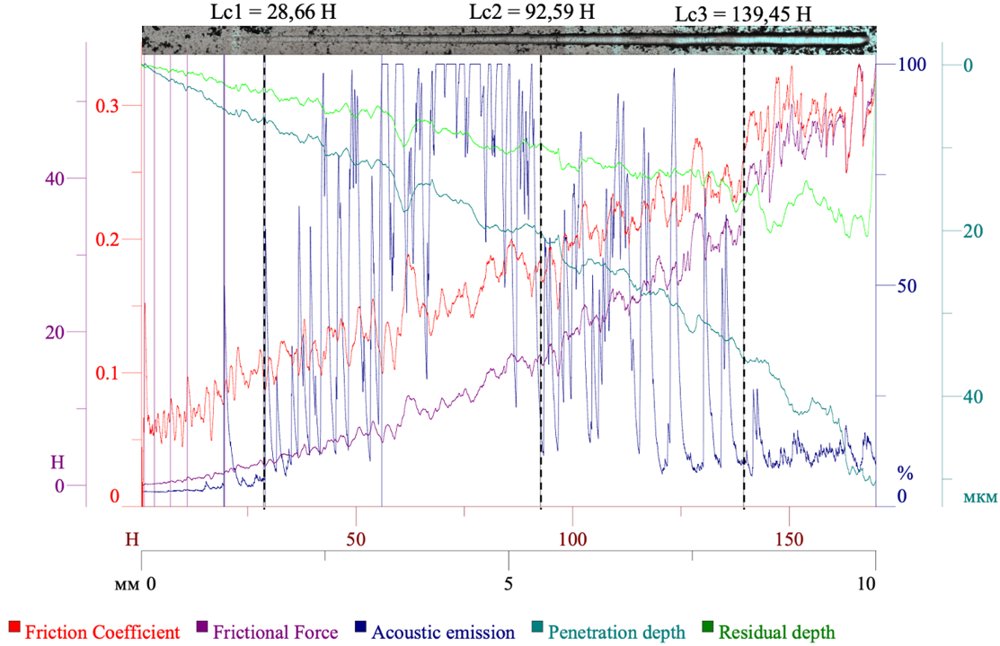 Lc1 = 28,66 H Lc2 = 92,59 H Lc3 = 139,45 H
100 0
0.3
40
0.2 20
50
20
0.1
40
H
0 0 % 0
мкм
H 50 100 150
мм 0 5 10
Friction Coefficient Frictional Force Acoustic emission Penetration depth Residual depth